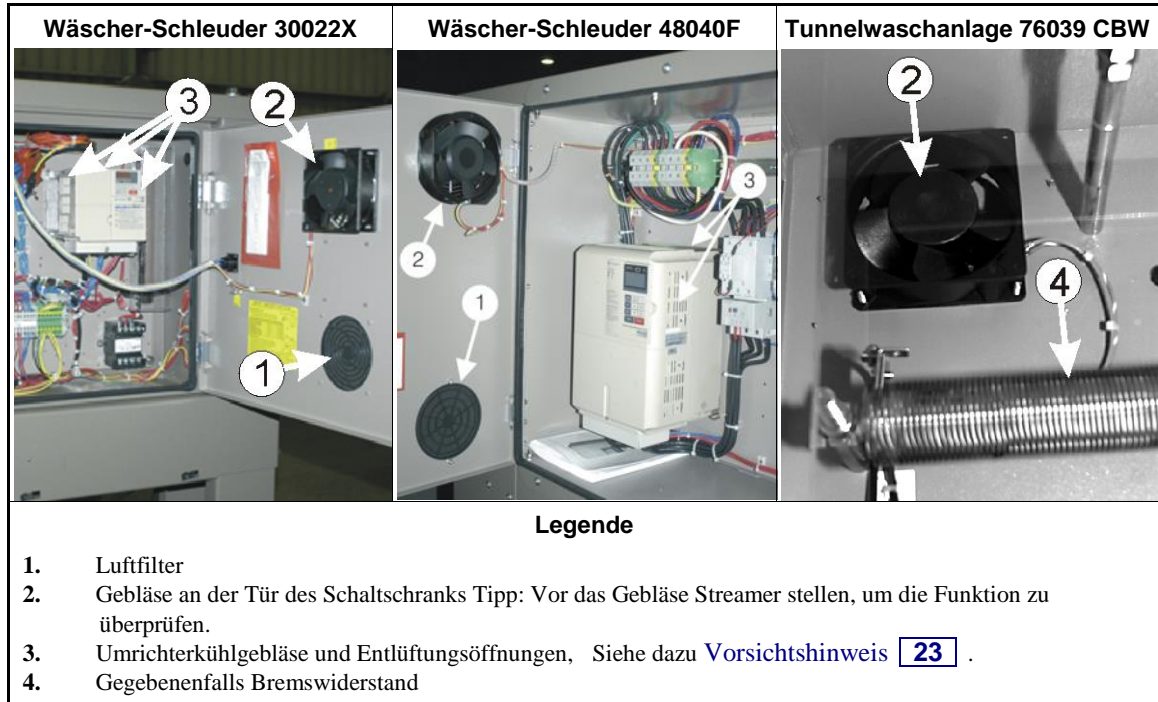 Wäscher-Schleuder 30022X
Wäscher-Schleuder 48040F
Tunnelwaschanlage 76039 CBW
3
2
1
3
2
1
2
4
Legende
1. Luftfilter
2. Gebläse an der Tür des Schaltschranks Tipp: Vor das Gebläse Streamer stellen, um die Funktion zu
überprüfen.
3. Umrichterkühlgebläse und Entlüftungsöffnungen, Siehe dazu Vorsichtshinweis 23 .
4. Gegebenenfalls Bremswiderstand